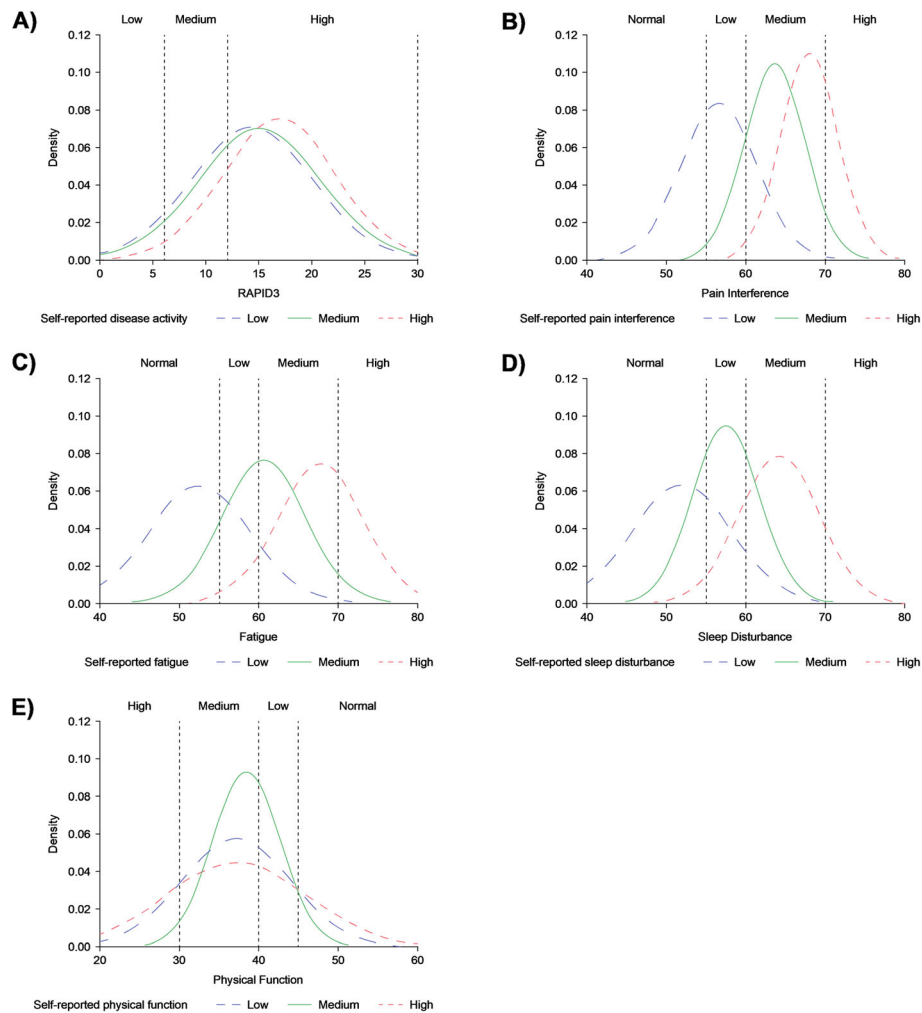 A)
Low Medium High
0.12
0.10
0.08
0.06
0.04
0.02
0.00
Density
0 5 10 15 20 25 30
RAPID3
Self-reported disease activity Low Medium High
B)
Normal Low Medium High
0.12
0.10
0.08
0.06
0.04
0.02
0.00
Density
40 50 60 70 80
Pain Interference
Self-reported pain interference Low Medium High
C)
Normal Low Medium High
0.12
0.10
0.08
0.06
0.04
0.02
0.00
Density
40 50 60 70 80
Fatigue
Self-reported fatigue Low Medium High
D)
Normal Low Medium High
0.12
0.10
0.08
0.06
0.04
0.02
0.00
Density
40 50 60 70 80
Sleep Disturbance
Self-reported sleep disturbance Low Medium High
E)
High Medium Low Normal
0.12
0.10
0.08
0.06
0.04
0.02
0.00
Density
20 30 40 50 60
Physical Function
Self-reported physical function Low Medium High